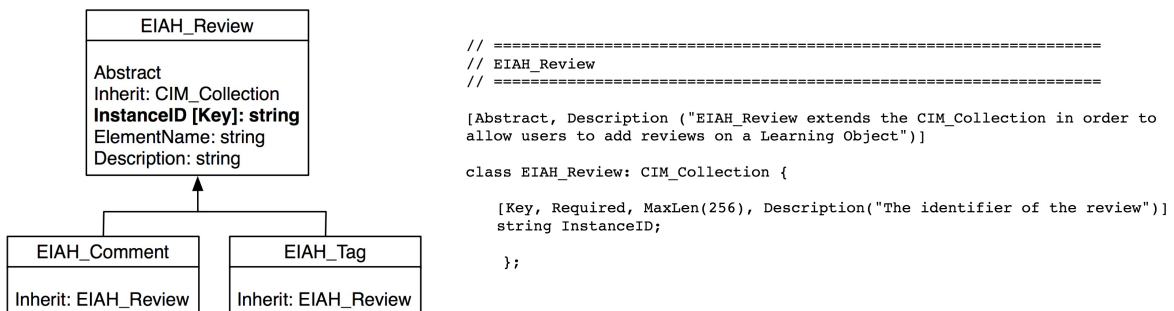 EIAH_Review
Abstract
Inherit: CIM_Collection
InstanceID [Key]: string
ElementName: string
Description: string
EIAH_Comment
Inherit: EIAH_Review
EIAH_Tag
Inherit: EIAH_Review
// ==================================================================
// EIAH_Review
// ==================================================================
[Abstract, Description ("EIAH_Review extends the CIM_Collection in order to
allow users to add reviews on a Learning Object")]
class EIAH_Review: CIM_Collection {
[Key, Required, MaxLen(256), Description("The identifier of the review")]
string InstanceID;
};